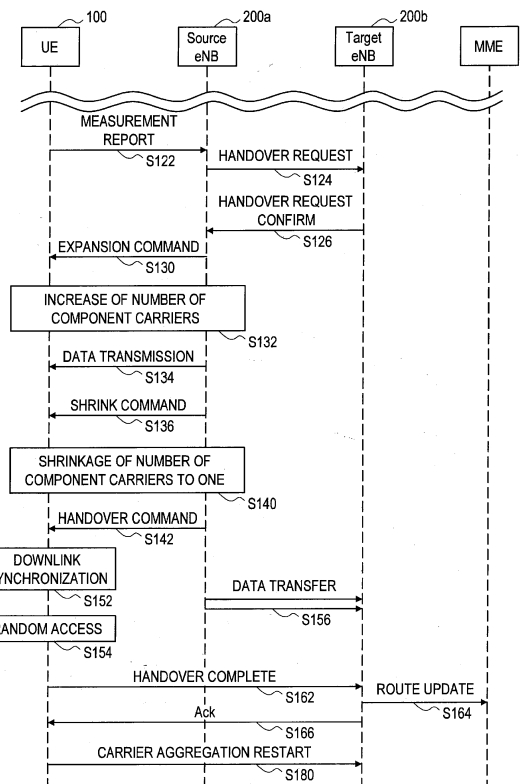 100
200a
200b
UE
Source
eNB
Target
eNB
MME
MEASUREMENT
REPORT
S122
HANDOVER REQUEST
S124
HANDOVER REQUEST
CONFIRM
S126
EXPANSION COMMAND
S130
INCREASE OF NUMBER OF
COMPONENT CARRIERS
S132
DATA TRANSMISSION
S134
SHRINK COMMAND
S136
SHRINKAGE OF NUMBER OF
COMPONENT CARRIERS TO ONE
S140
HANDOVER COMMAND
S142
DOWNLINK
YNCHRONIZATION
S152
DATA TRANSFER
S156
ANDOM ACCESS
S154
HANDOVER COMPLETE
S162
ROUTE UPDATE
S164
Ack
S166
CARRIER AGGREGATION RESTART
S180